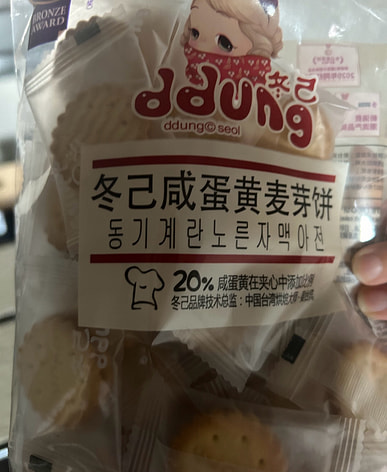 BRONZE
AWARD
ddung 冬己
ddung© seol
冬己咸蛋黄麦芽饼
동기계란노른자맥아전
20% 咸蛋黄在夹心中添加比例
冬己品牌技术总监：中国台湾烘焙大师